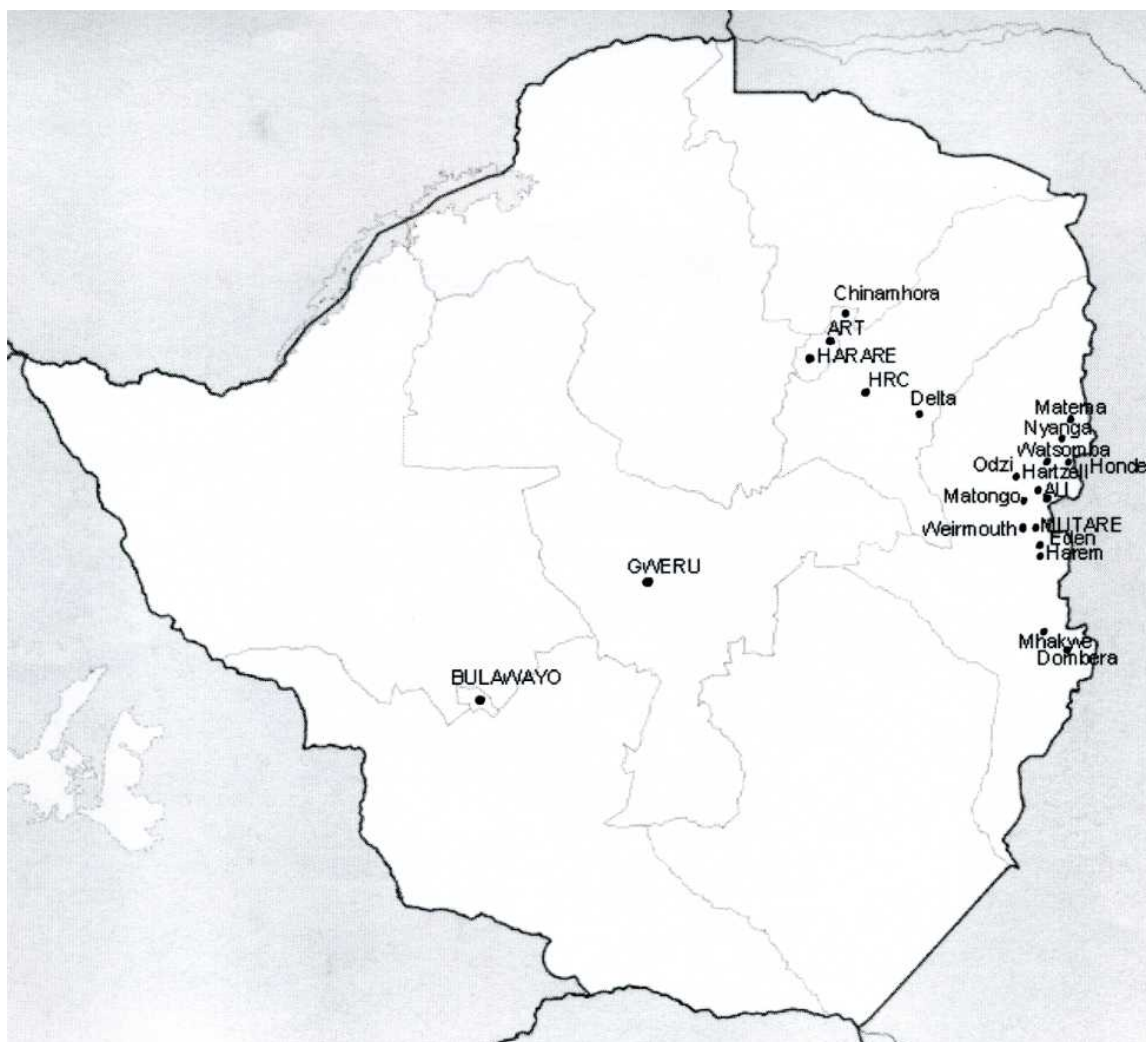 Chinamhora
ART
HARARE
HRC
Delta
Matema
Nyanga
Watsomba
Odzi
Hartzell
Honde
AU
Matongo
Weirmouth
MUTARE
Eden
Harem
GWERU
Mhakwe
Dombera
BULAWAYO